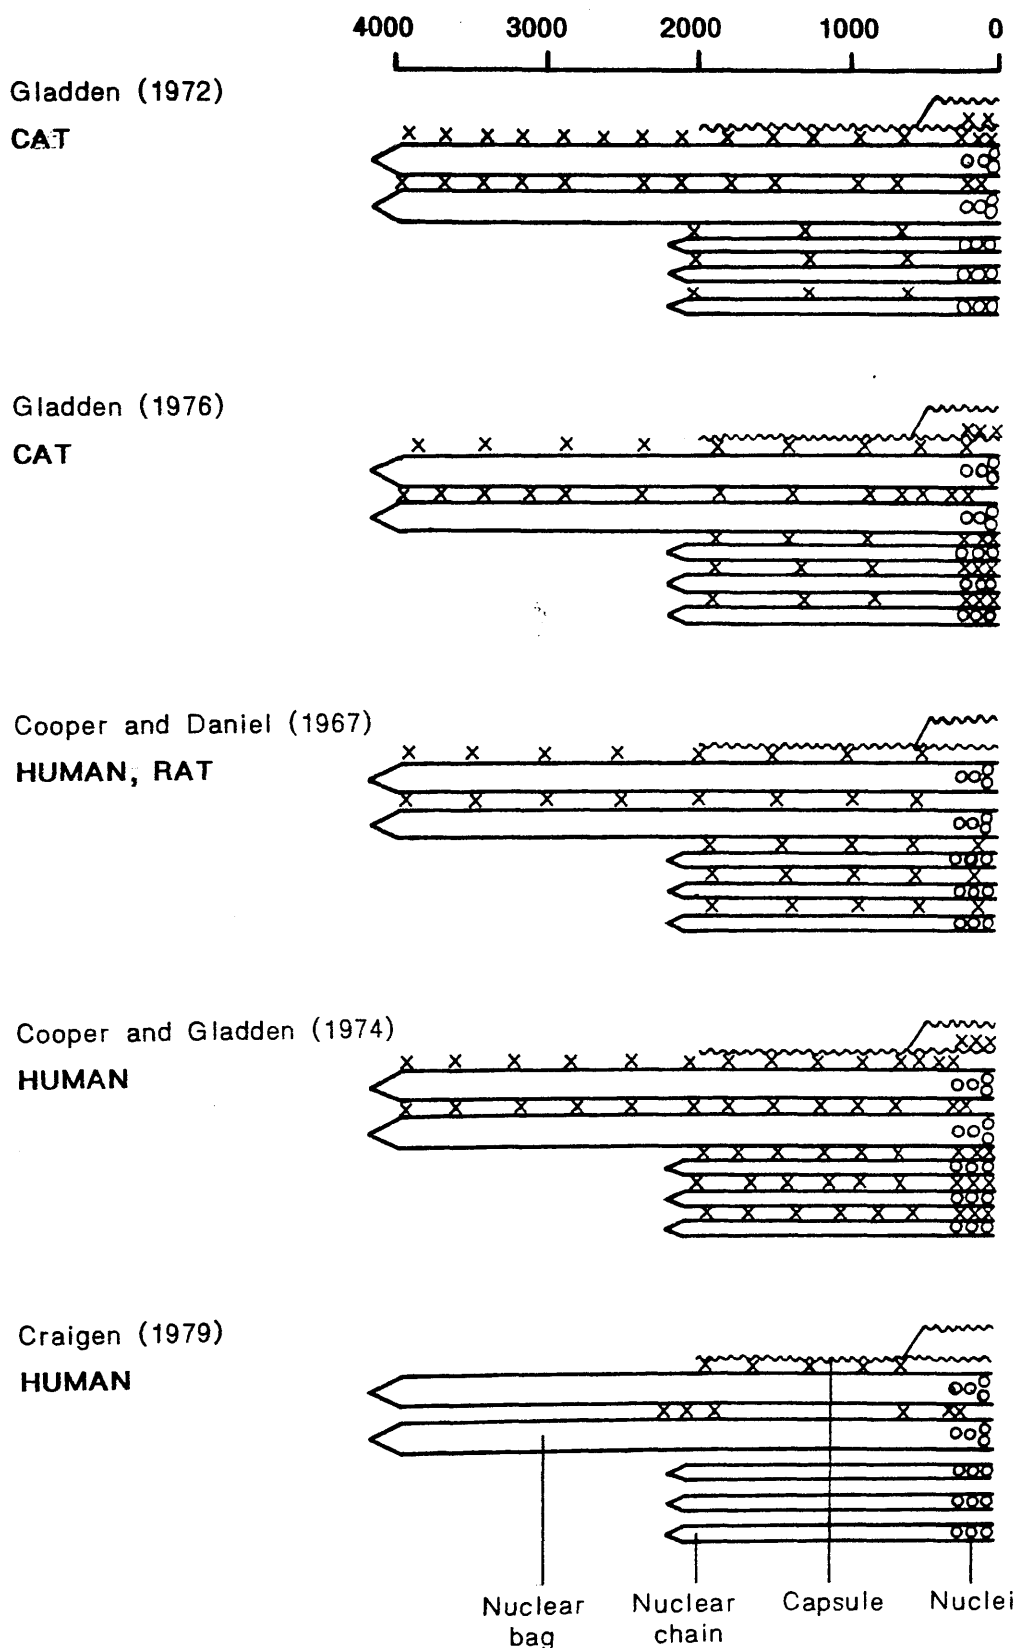 4000 3000 2000 1000 0
Gladden (1972)
CAT
Gladden (1976)
CAT
Cooper and Daniel (1967)
HUMAN, RAT
Cooper and Gladden (1974)
HUMAN
Craigen (1979)
HUMAN
Nuclear bag
Nuclear chain
Capsule
Nuclei